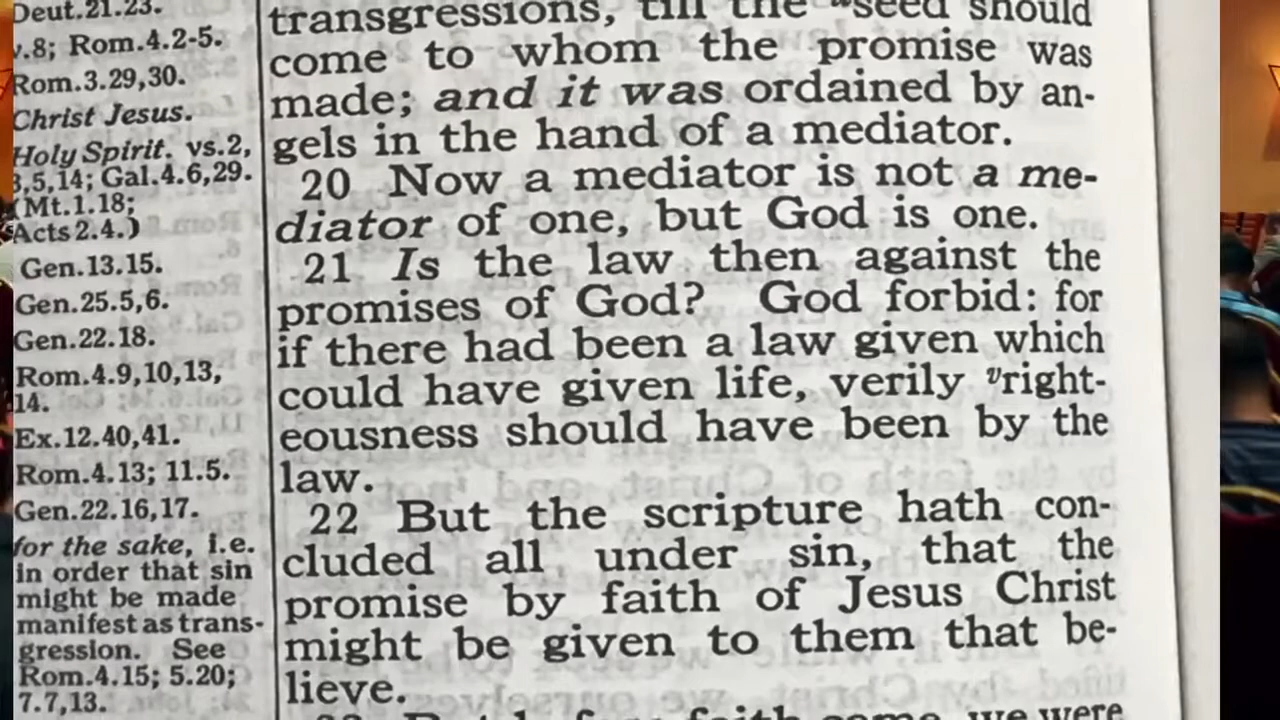 Deut.21.23.
v.8; Rom.4.2-5.
Rom.3.29,30.
Christ Jesus.
Holy Spirit. vs.2,
3,5,14; Gal.4.6,29.
(Mt.1.18;
Acts 2.4.)
Gen.13.15.
Gen.25.5,6.
Gen.22.18.
Rom.4.9,10,13,
14.
Ex.12.40,41.
Rom.4.13; 11.5.
Gen.22.16,17.
for the sake, i.e.
in order that sin
might be made
manifest as trans-
gression. See
Rom.4.15; 5.20;
7.7,13.
transgressions, till the seed should
come to whom the promise was
made; and it was ordained by an-
gels in the hand of a mediator.
20 Now a mediator is not a me-
diator of one, but God is one.
21 Is the law then against the
promises of God? God forbid: for
if there had been a law given which
could have given life, verily ᵛright-
eousness should have been by the
law.
22 But the scripture hath con-
cluded all under sin, that the
promise by faith of Jesus Christ
might be given to them that be-
lieve.
faith came, we were